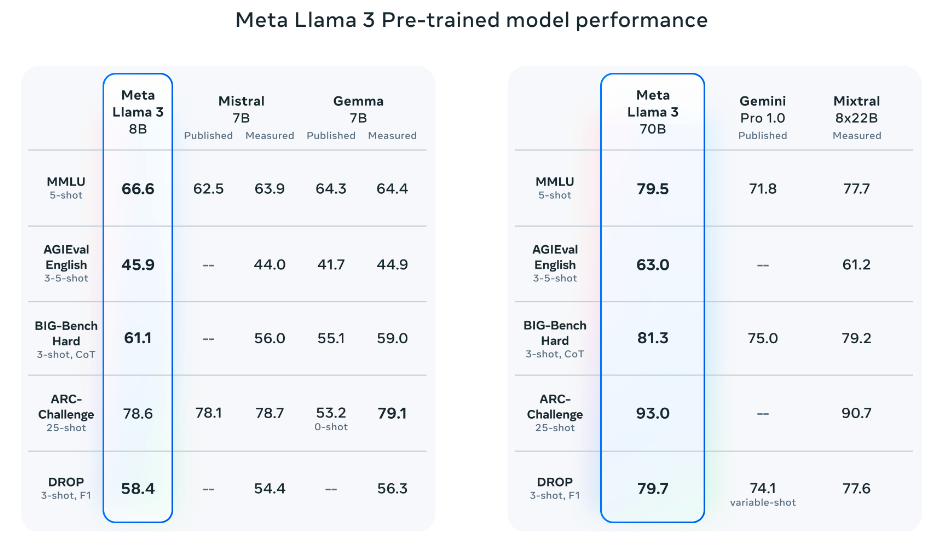 Meta Llama 3 Pre-trained model performance
Meta
Llama 3
8B
Mistral
7B
Gemma
7B
Published Measured Published Measured
MMLU
5-shot
66.6 62.5 63.9 64.3 64.4
AGIEval
English
3-5-shot
45.9 -- 44.0 41.7 44.9
BIG-Bench
Hard
3-shot, CoT
61.1 -- 56.0 55.1 59.0
ARC-
Challenge
25-shot
78.6 78.1 78.7 53.2 79.1
0-shot
DROP
3-shot, F1
58.4 -- 54.4 -- 56.3
Meta
Llama 3
70B
Gemini
Pro 1.0
Published
Mixtral
8x22B
Measured
MMLU
5-shot
79.5 71.8 77.7
AGIEval
English
3-5-shot
63.0 -- 61.2
BIG-Bench
Hard
3-shot, CoT
81.3 75.0 79.2
ARC-
Challenge
25-shot
93.0 -- 90.7
DROP
3-shot, F1
79.7 74.1 77.6
variable-shot